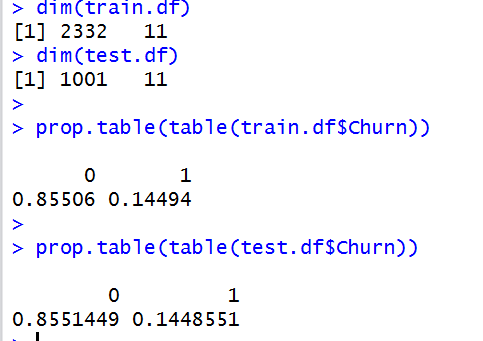 > dim(train.df)
[1] 2332   11
> dim(test.df)
[1] 1001   11
>
> prop.table(table(train.df$Churn))
      0       1
0.85506 0.14494
>
> prop.table(table(test.df$Churn))
        0         1
0.8551449 0.1448551
>